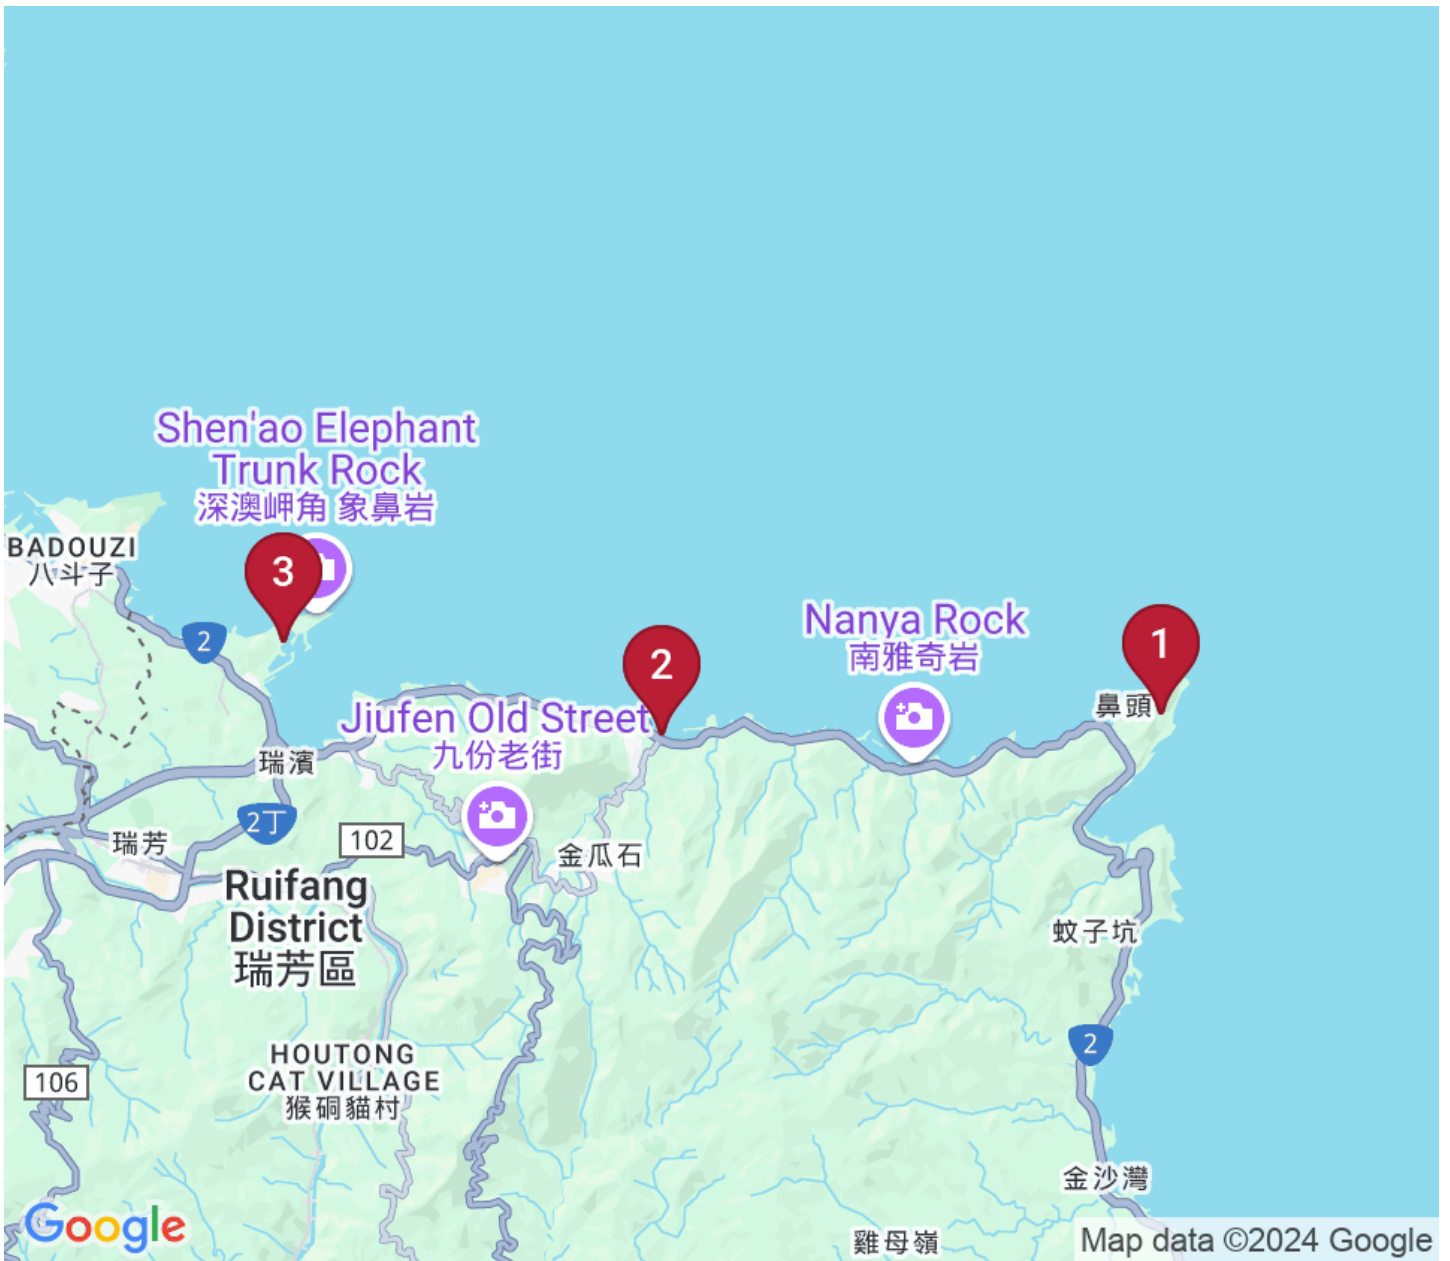 Shen'ao Elephant
Trunk Rock
深澳岬角 象鼻岩
BADOUZI
八斗子
3
2
2
Nanya Rock
南雅奇岩
1
鼻頭
Jiufen Old Street
九份老街
瑞濱
2丁
102
瑞芳
金瓜石
Ruifang
District
瑞芳區
蚊子坑
2
HOUTONG
CAT VILLAGE
猴硐貓村
106
金沙灣
Google
雞母嶺
Map data ©2024 Google